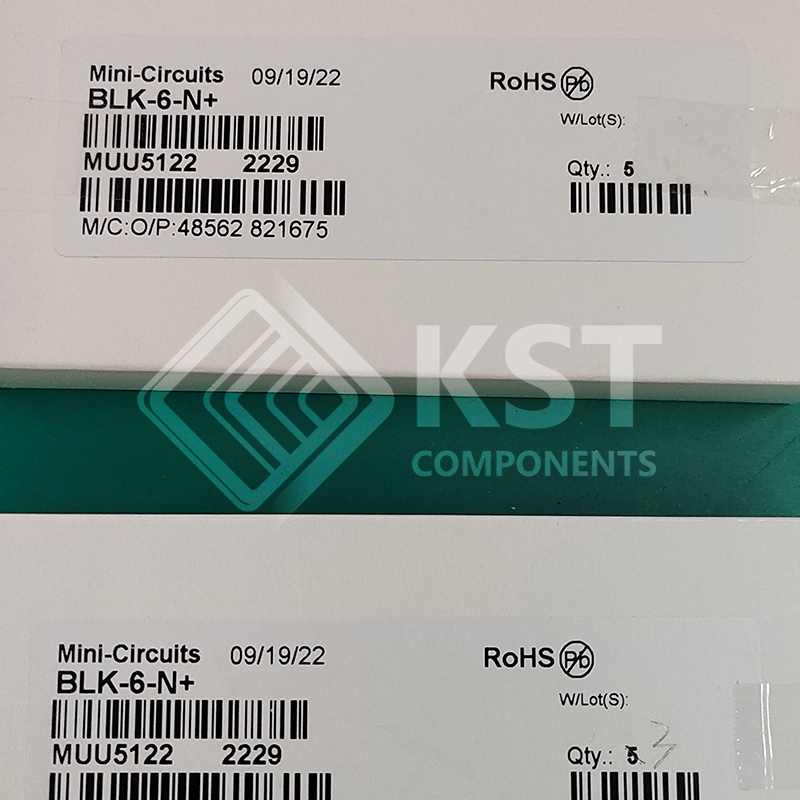 Mini-Circuits 09/19/22
BLK-6-N+
RoHS Pb
W/Lot(S):
MUU5122 2229
Qty.: 5
M/C:O/P:48562 821675
KST
COMPONENTS
Mini-Circuits 09/19/22
BLK-6-N+
RoHS Pb
W/Lot(S):
MUU5122 2229
Qty.: 5 3